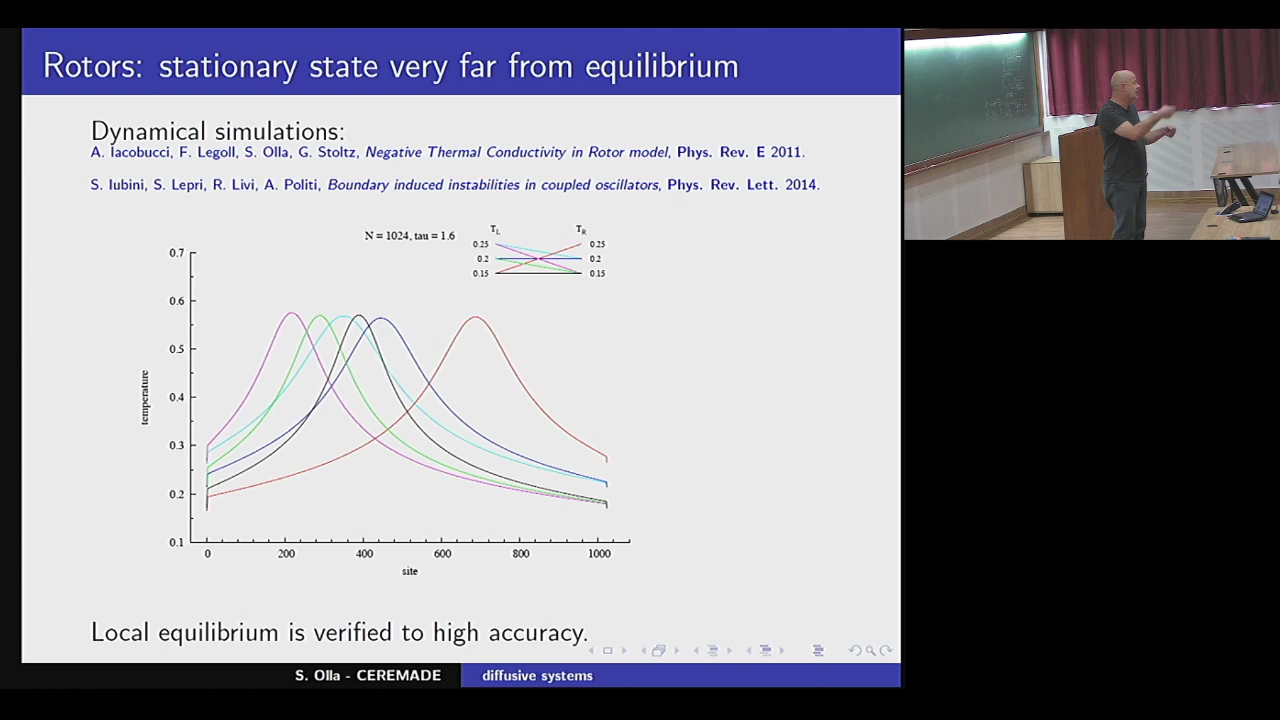 Rotors: stationary state very far from equilibrium
Dynamical simulations:
A. Iacobucci, F. Legoll, S. Olla, G. Stoltz, Negative Thermal Conductivity in Rotor model, Phys. Rev. E 2011.
S. Iubini, S. Lepri, R. Livi, A. Politi, Boundary induced instabilities in coupled oscillators, Phys. Rev. Lett. 2014.
N = 1024, tau = 1.6
T_L T_R
0.25 0.25
0.2 0.2
0.15 0.15
0.7
0.6
0.5
0.4
0.3
0.2
0.1
temperature
0 200 400 600 800 1000
site
Local equilibrium is verified to high accuracy.
S. Olla - CEREMADE diffusive systems